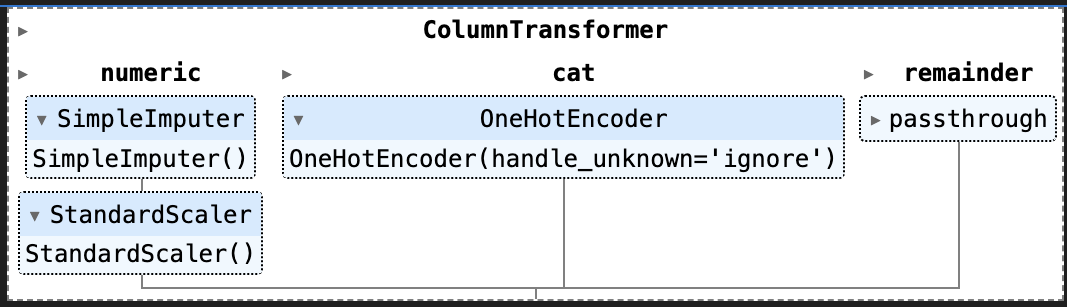 ColumnTransformer
numeric
cat
remainder
SimpleImputer
OneHotEncoder
passthrough
SimpleImputer()
OneHotEncoder(handle_unknown='ignore')
StandardScaler
StandardScaler()